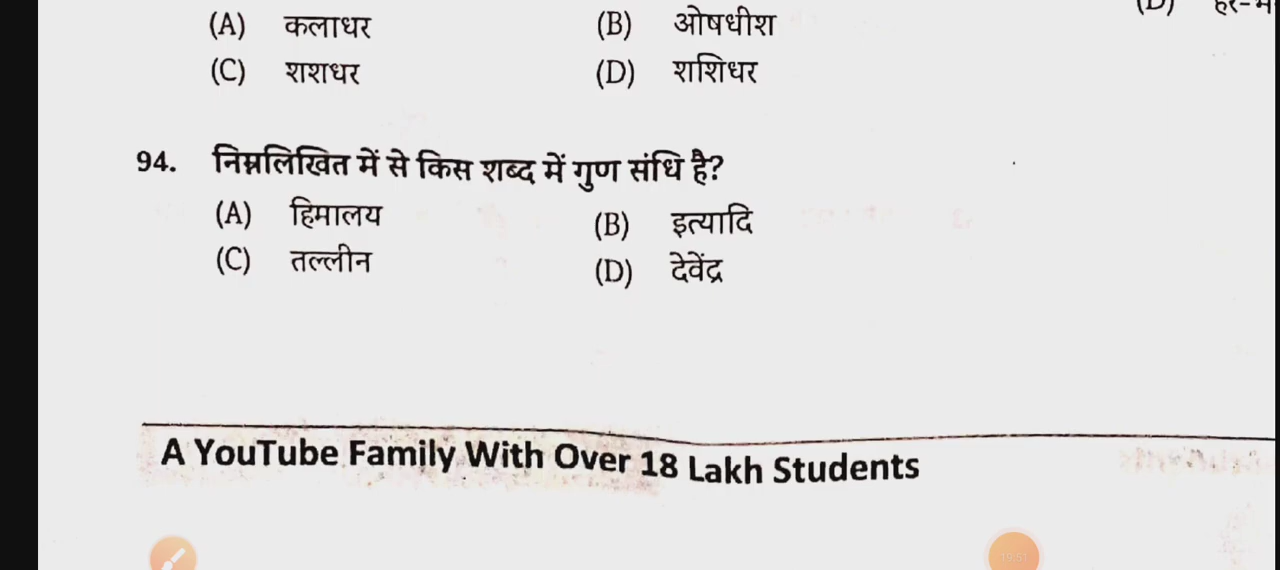 (A) कलाधर (B) ओषधीश
(C) शशधर (D) शशिधर
(D)
94. निम्नलिखित में से किस शब्द में गुण संधि है?
(A) हिमालय (B) इत्यादि
(C) तल्लीन (D) देवेंद्र
A YouTube Family With Over 18 Lakh Students